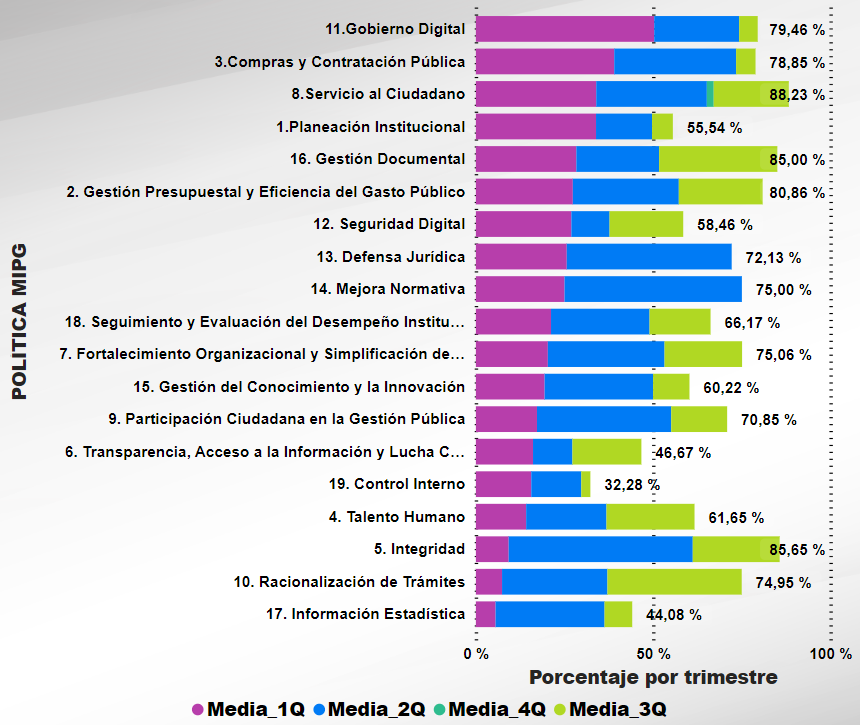 11.Gobierno Digital 79,46 %
3.Compras y Contratación Pública 78,85 %
8.Servicio al Ciudadano 88,23 %
1.Planeación Institucional 55,54 %
16. Gestión Documental 85,00 %
2. Gestión Presupuestal y Eficiencia del Gasto Público 80,86 %
12. Seguridad Digital 58,46 %
13. Defensa Jurídica 72,13 %
14. Mejora Normativa 75,00 %
18. Seguimiento y Evaluación del Desempeño Institu… 66,17 %
7. Fortalecimiento Organizacional y Simplificación de… 75,06 %
15. Gestión del Conocimiento y la Innovación 60,22 %
9. Participación Ciudadana en la Gestión Pública 70,85 %
6. Transparencia, Acceso a la Información y Lucha C… 46,67 %
19. Control Interno 32,28 %
4. Talento Humano 61,65 %
5. Integridad 85,65 %
10. Racionalización de Trámites 74,95 %
17. Información Estadística 44,08 %
POLITICA MIPG
0 % 50 % 100 %
Porcentaje por trimestre
Media_1Q Media_2Q Media_4Q Media_3Q